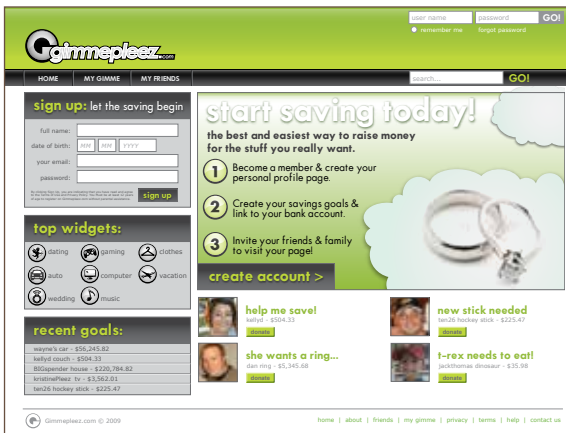 user name
password
GO!
remember me
forgot password
gimmepleez.com
HOME
MY GIMME
MY FRIENDS
search...
GO!
sign up: let the saving begin
full name:
date of birth:
MM
MM
YYYY
your email:
password:
sign up
start saving today!
the best and easiest way to raise money
for the stuff you really want.
1
Become a member & create your
personal profile page.
2
Create your savings goals &
link to your bank account.
3
Invite your friends & family
to visit your page!
create account >
top widgets:
dating
gaming
clothes
auto
computer
vacation
wedding
music
recent goals:
wayne's car - $56,245.82
kellyd couch - $504.33
BIGspender house - $220,784.82
kristinePleez tv - $3,562.01
ten26 hockey stick - $225.47
help me save!
kellyd - $504.33
donate
new stick needed
ten26 hockey stick - $225.47
donate
she wants a ring...
dan ring - $5,345.68
donate
t-rex needs to eat!
jackthomas dinosaur - $35.98
donate
Gimmepleez.com © 2009
home | about | friends | my gimme | privacy | terms | help | contact us